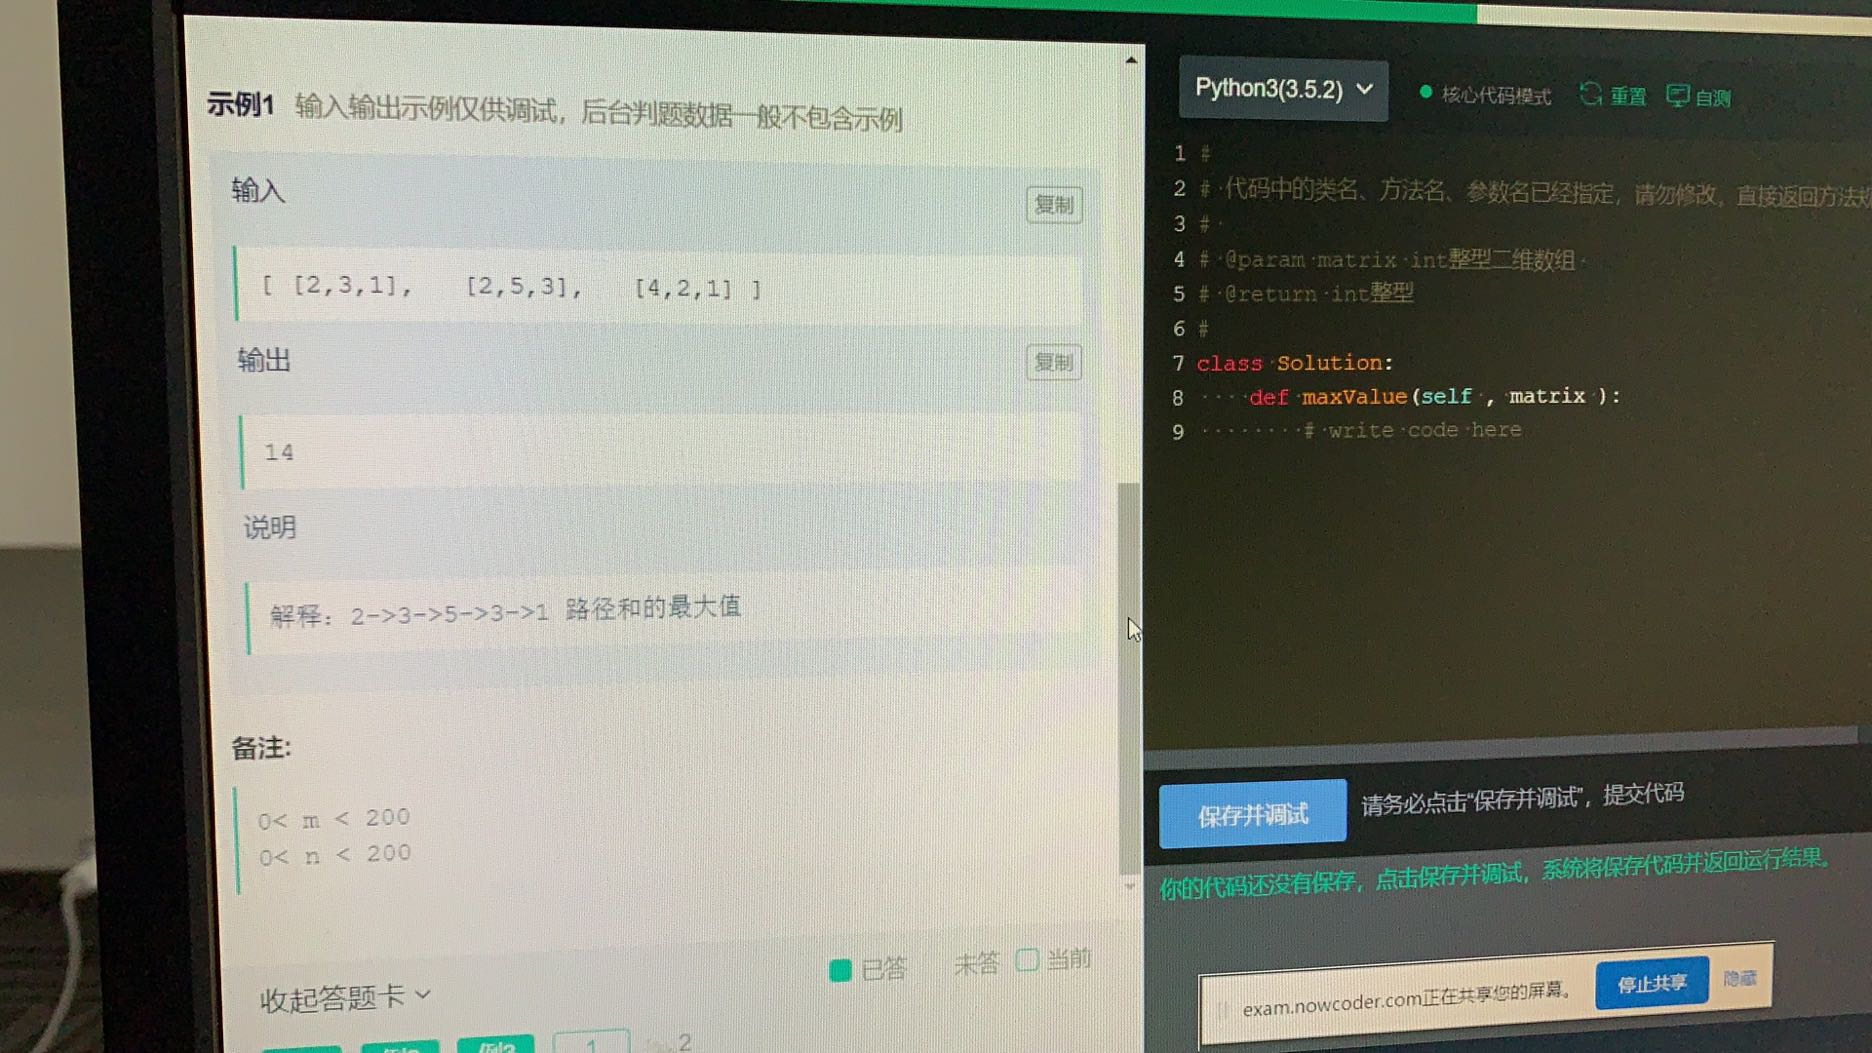 示例1 输入输出示例仅供调试，后台判题数据一般不包含示例
输入
复制
[ [2,3,1], [2,5,3], [4,2,1] ]
输出
复制
14
说明
解释：2->3->5->3->1 路径和的最大值
备注:
0< m < 200
0< n < 200
已答 未答 当前
收起答题卡
例3 1 2
Python3(3.5.2) 核心代码模式 重置 自测
1 #
2 # 代码中的类名、方法名、参数名已经指定，请勿修改，直接返回方法
3 #
4 # @param matrix int整型二维数组
5 # @return int整型
6 #
7 class Solution:
8 def maxValue(self , matrix ):
9 # write code here
保存并调试 请务必点击“保存并调试”，提交代码
你的代码还没有保存，点击保存并调试，系统将保存代码并返回运行结果。
exam.nowcoder.com正在共享您的屏幕。 停止共享 隐藏